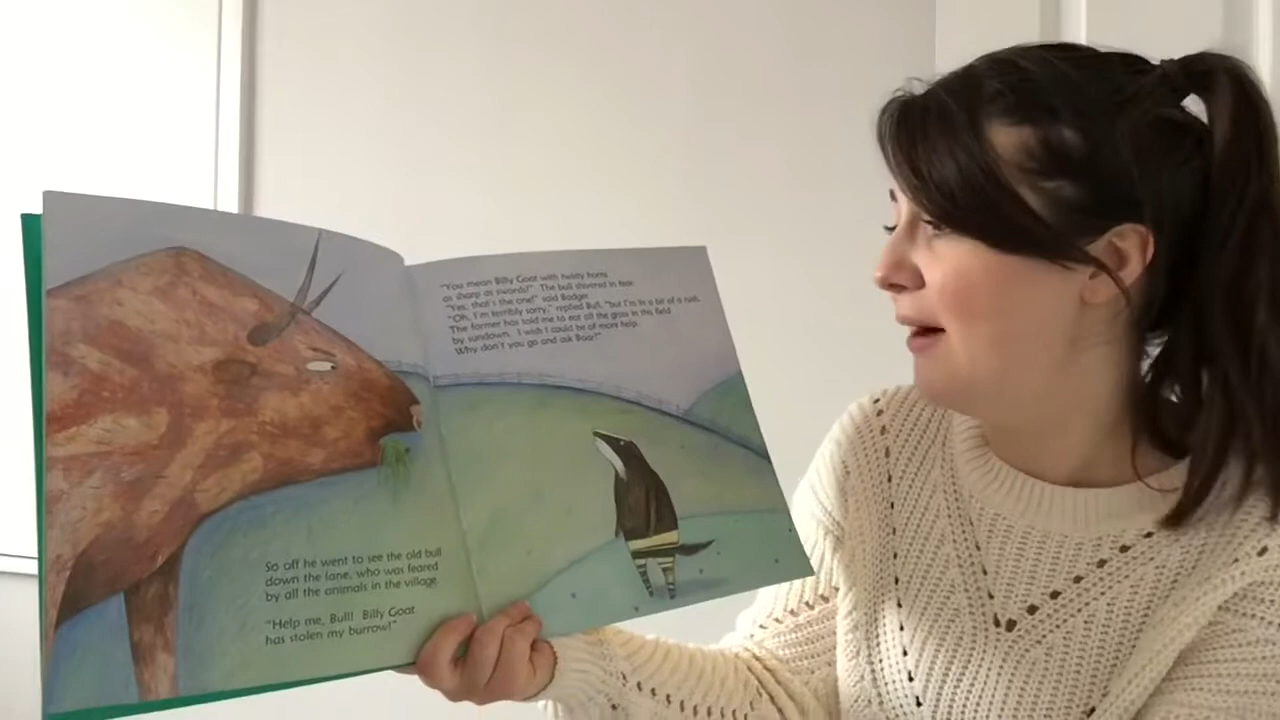 So off he went to see the old bull
down the lane, who was feared
by all the animals in the village.
"Help me, Bull! Billy Goat
has stolen my burrow!"
"You mean Billy Goat with twisty horns
as sharp as swords!" The bull shivered in fear.
"Yes, that's the one!" said Badger.
"Oh, I'm terribly sorry," replied Bull, "but I'm in a bit of a rush.
The farmer has told me to eat all the grass in this field
by sundown. I wish I could be of more help.
Why don't you go and ask Boar?"